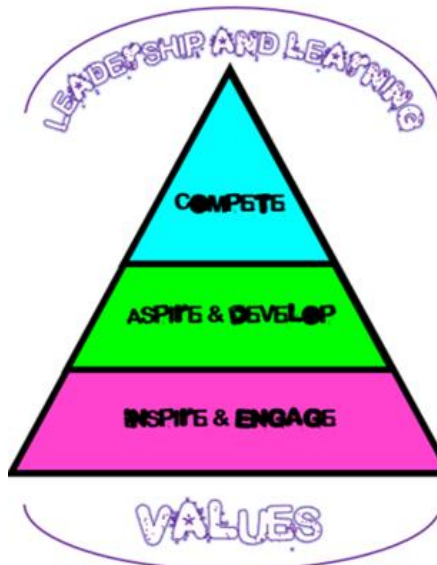 LEADERSHIP AND LEARNING
COMPETE
ASPIRE & DEVELOP
INSPIRE & ENGAGE
VALUES